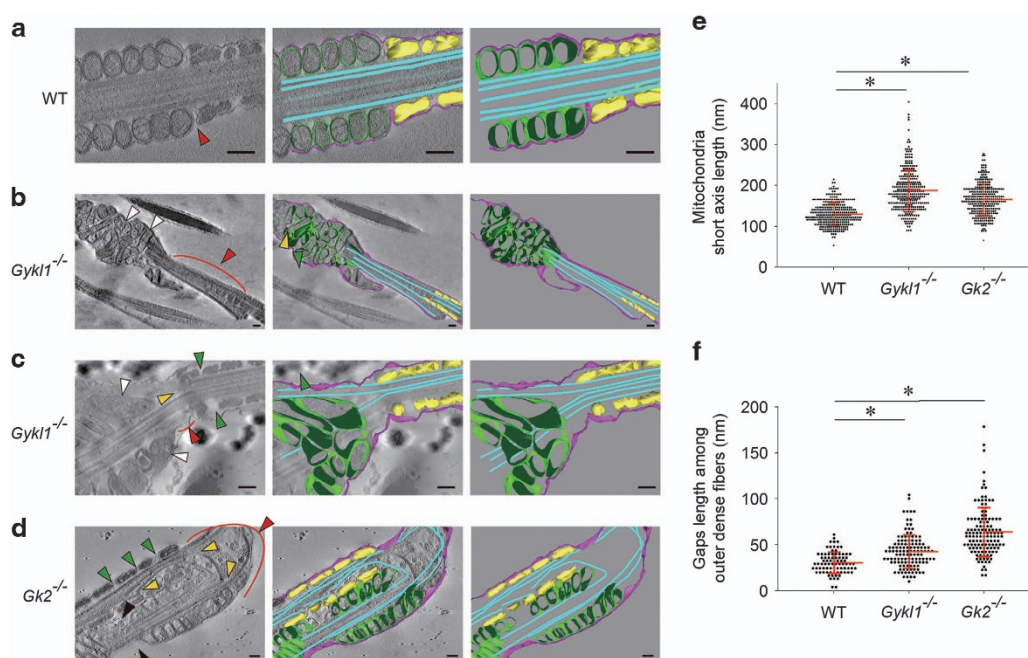 a
WT
b
Gykl1-/-
c
Gykl1-/-
d
Gk2-/-
e
*
*
400
300
200
100
0
Mitochondria
short axis length (nm)
WT
Gykl1-/-
Gk2-/-
f
*
*
200
150
100
50
0
Gaps length among
outer dense fibers (nm)
WT
Gykl1-/-
Gk2-/-